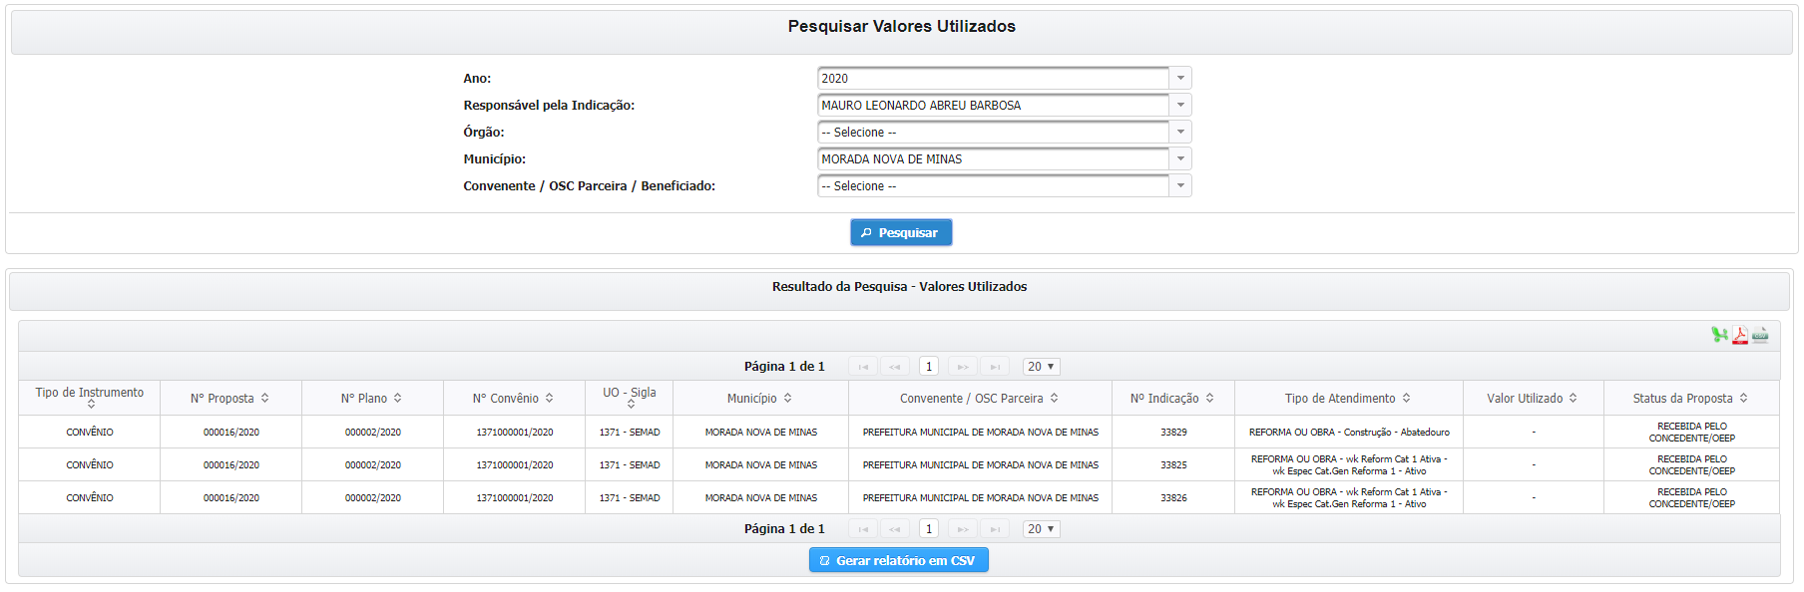 Pesquisar Valores Utilizados
Ano: 2020
Responsável pela Indicação: MAURO LEONARDO ABREU BARBOSA
Órgão: -- Selecione --
Município: MORADA NOVA DE MINAS
Convenente / OSC Parceira / Beneficiado: -- Selecione --
Pesquisar
Resultado da Pesquisa - Valores Utilizados
Página 1 de 1 1 20
Tipo de Instrumento N° Proposta N° Plano N° Convênio UO - Sigla Município Convenente / OSC Parceira Nº Indicação Tipo de Atendimento Valor Utilizado Status da Proposta
CONVÊNIO 000016/2020 000002/2020 1371000001/2020 1371 - SEMAD MORADA NOVA DE MINAS PREFEITURA MUNICIPAL DE MORADA NOVA DE MINAS 33829 REFORMA OU OBRA - Construção - Abatedouro - RECEBIDA PELO CONCEDENTE/OEEP
CONVÊNIO 000016/2020 000002/2020 1371000001/2020 1371 - SEMAD MORADA NOVA DE MINAS PREFEITURA MUNICIPAL DE MORADA NOVA DE MINAS 33825 REFORMA OU OBRA - wk Reform Cat 1 Ativa - wk Espec Cat.Gen Reforma 1 - Ativo - RECEBIDA PELO CONCEDENTE/OEEP
CONVÊNIO 000016/2020 000002/2020 1371000001/2020 1371 - SEMAD MORADA NOVA DE MINAS PREFEITURA MUNICIPAL DE MORADA NOVA DE MINAS 33826 REFORMA OU OBRA - wk Reform Cat 1 Ativa - wk Espec Cat.Gen Reforma 1 - Ativo - RECEBIDA PELO CONCEDENTE/OEEP
Página 1 de 1 1 20
Gerar relatório em CSV